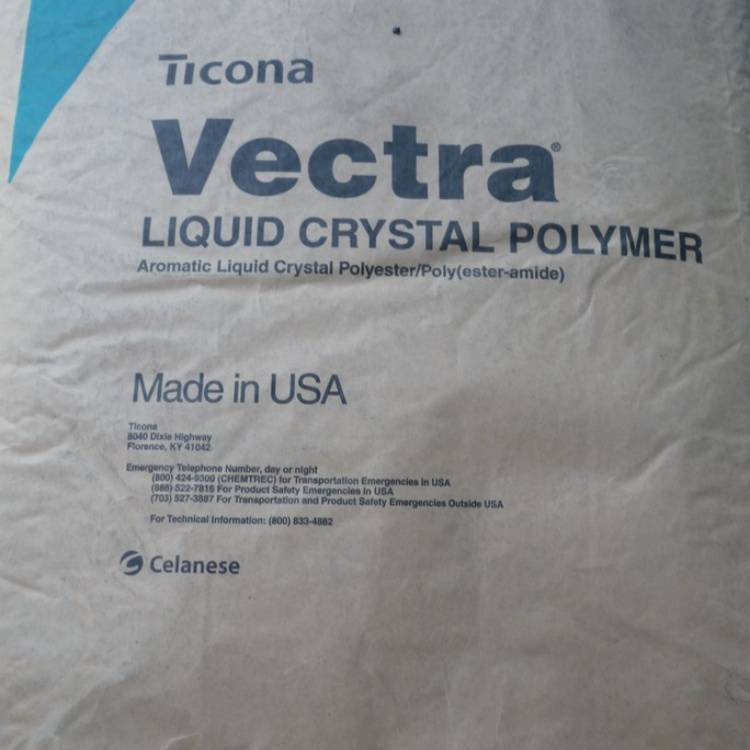 Ticona
Vectra®
LIQUID CRYSTAL POLYMER
Aromatic Liquid Crystal Polyester/Poly(ester-amide)
Made in USA
Ticona
8040 Dixie Highway
Florence, KY 41042
Emergency Telephone Number, day or night
(800) 424-9300 (CHEMTREC) for Transportation Emergencies in USA
(888) 522-7816 For Product Safety Emergencies in USA
(703) 527-3887 For Transportation and Product Safety Emergencies Outside USA
For Technical Information: (800) 833-4882
Celanese